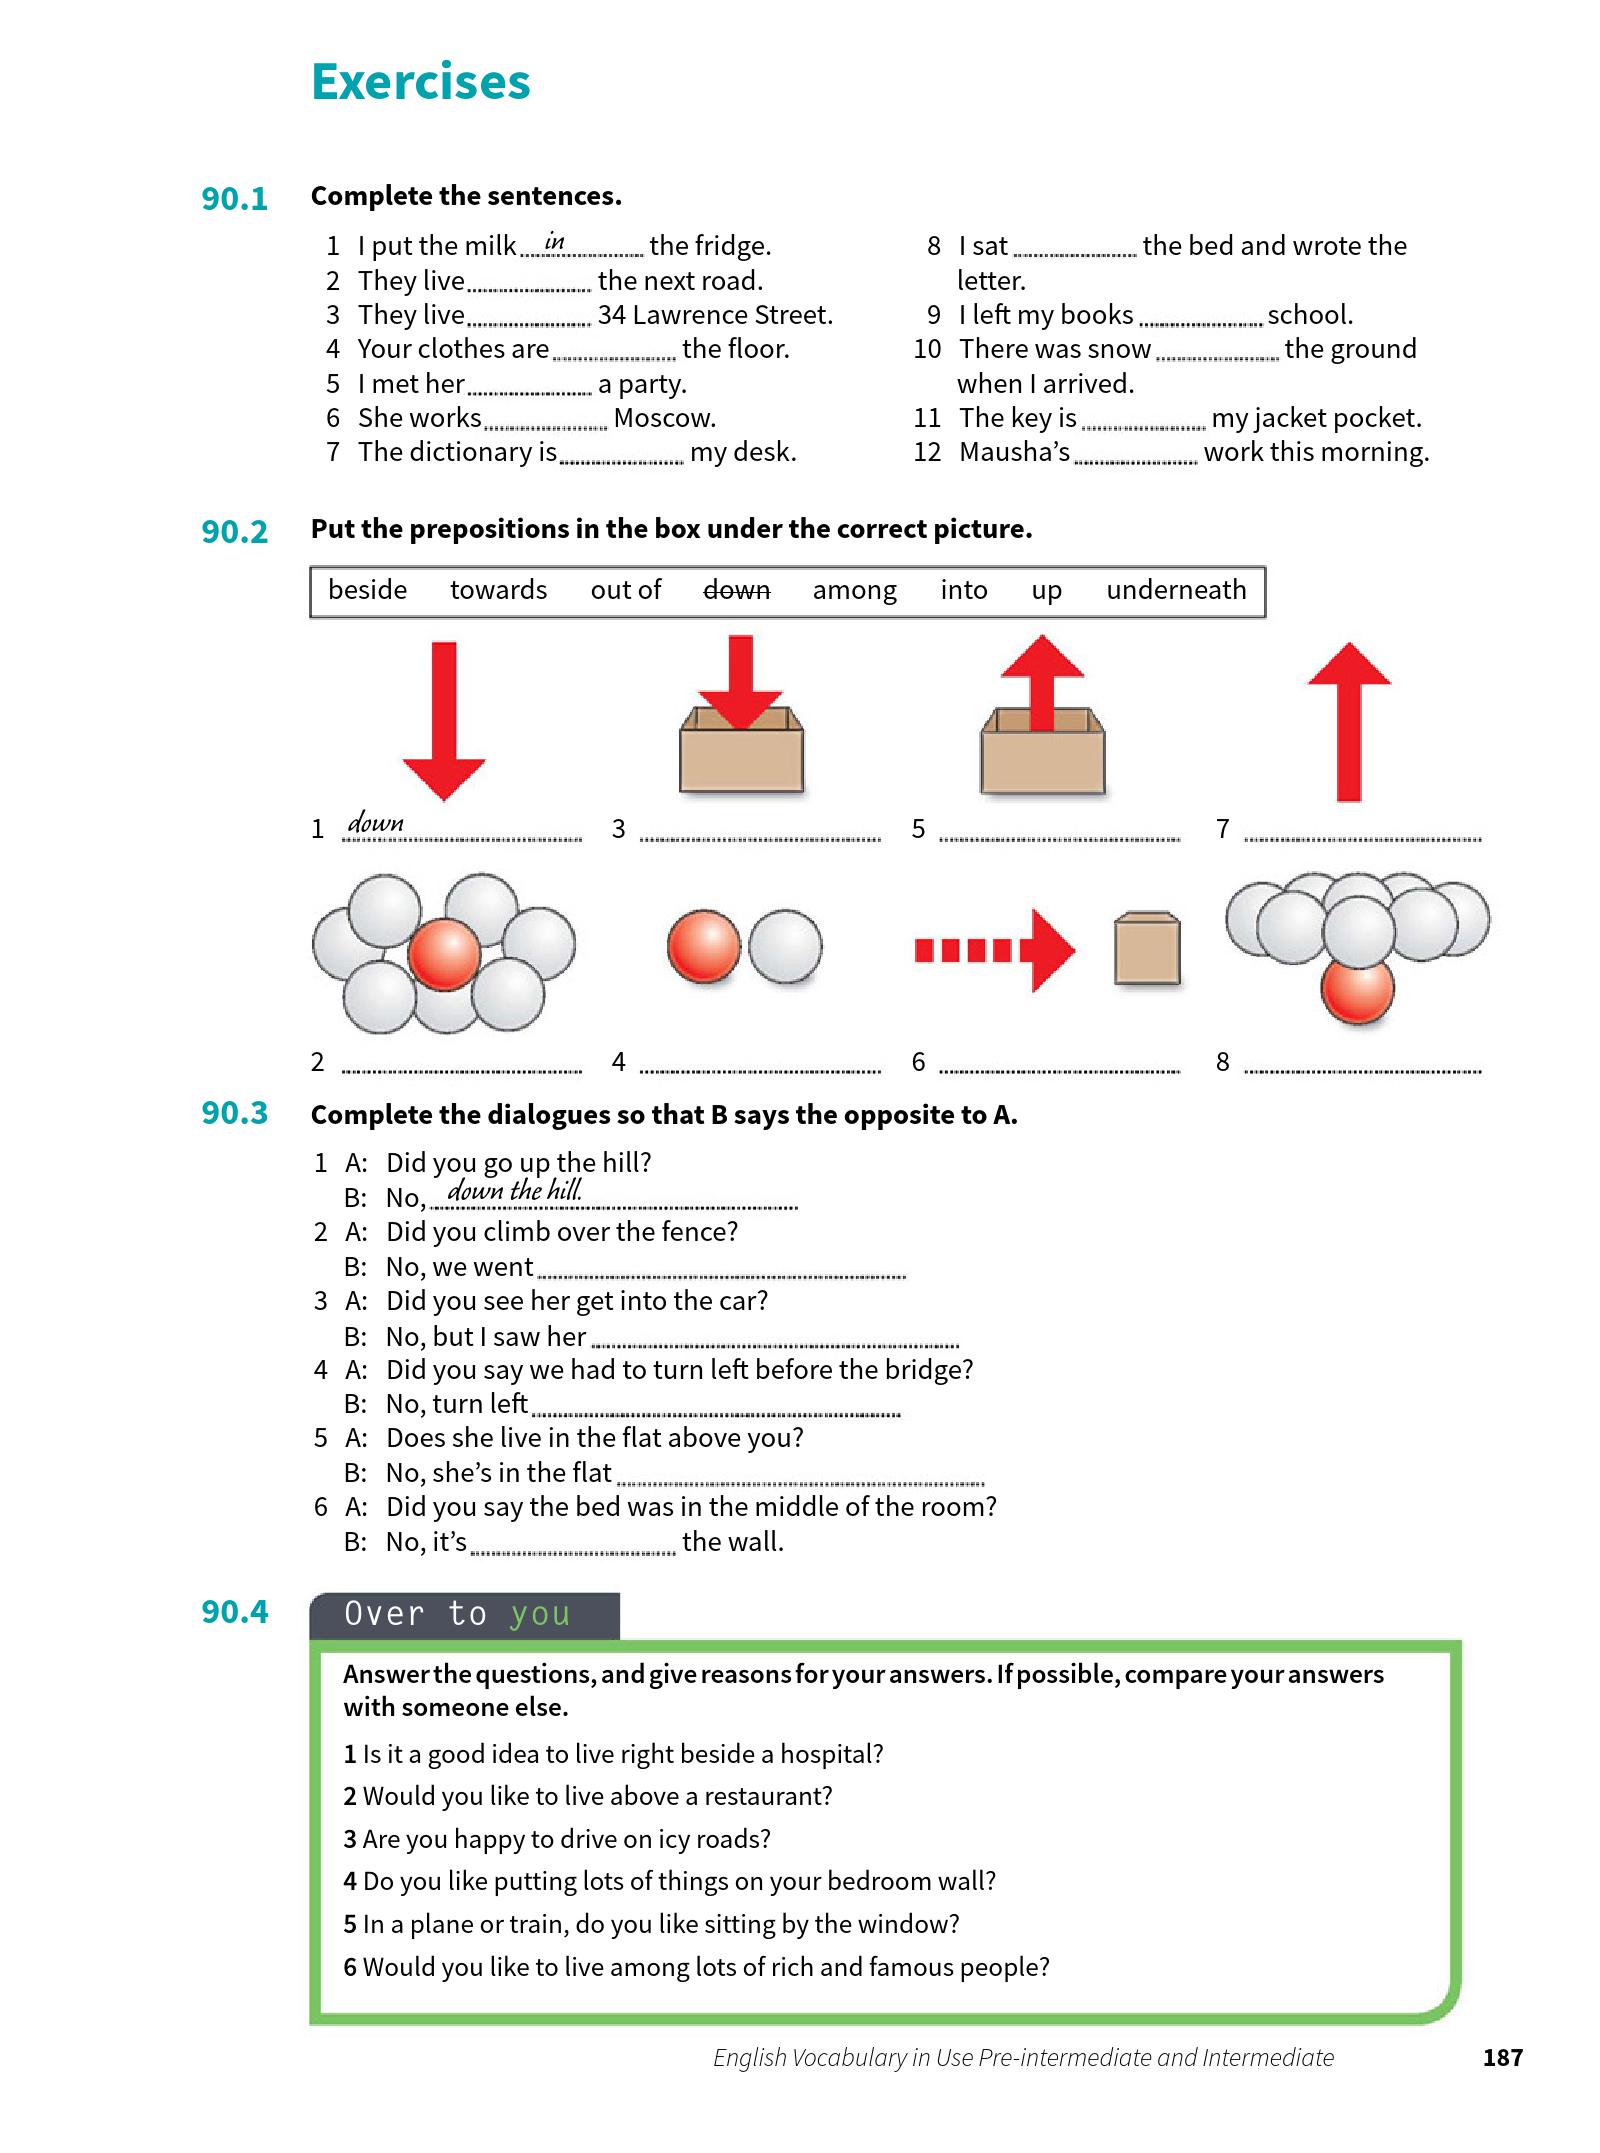 Exercises
90.1 Complete the sentences.
1 I put the milk in the fridge.
2 They live the next road.
3 They live 34 Lawrence Street.
4 Your clothes are the floor.
5 I met her a party.
6 She works Moscow.
7 The dictionary is my desk.
8 I sat the bed and wrote the
letter.
9 I left my books school.
10 There was snow the ground
when I arrived.
11 The key is my jacket pocket.
12 Mausha's work this morning.
90.2 Put the prepositions in the box under the correct picture.
beside towards out of down among into up underneath
1 down 3 5 7
2 4 6 8
90.3 Complete the dialogues so that B says the opposite to A.
1 A: Did you go up the hill?
B: No, down the hill.
2 A: Did you climb over the fence?
B: No, we went
3 A: Did you see her get into the car?
B: No, but I saw her
4 A: Did you say we had to turn left before the bridge?
B: No, turn left
5 A: Does she live in the flat above you?
B: No, she's in the flat
6 A: Did you say the bed was in the middle of the room?
B: No, it's the wall.
90.4 Over to you
Answer the questions, and give reasons for your answers. If possible, compare your answers
with someone else.
1 Is it a good idea to live right beside a hospital?
2 Would you like to live above a restaurant?
3 Are you happy to drive on icy roads?
4 Do you like putting lots of things on your bedroom wall?
5 In a plane or train, do you like sitting by the window?
6 Would you like to live among lots of rich and famous people?
English Vocabulary in Use Pre-intermediate and Intermediate 187